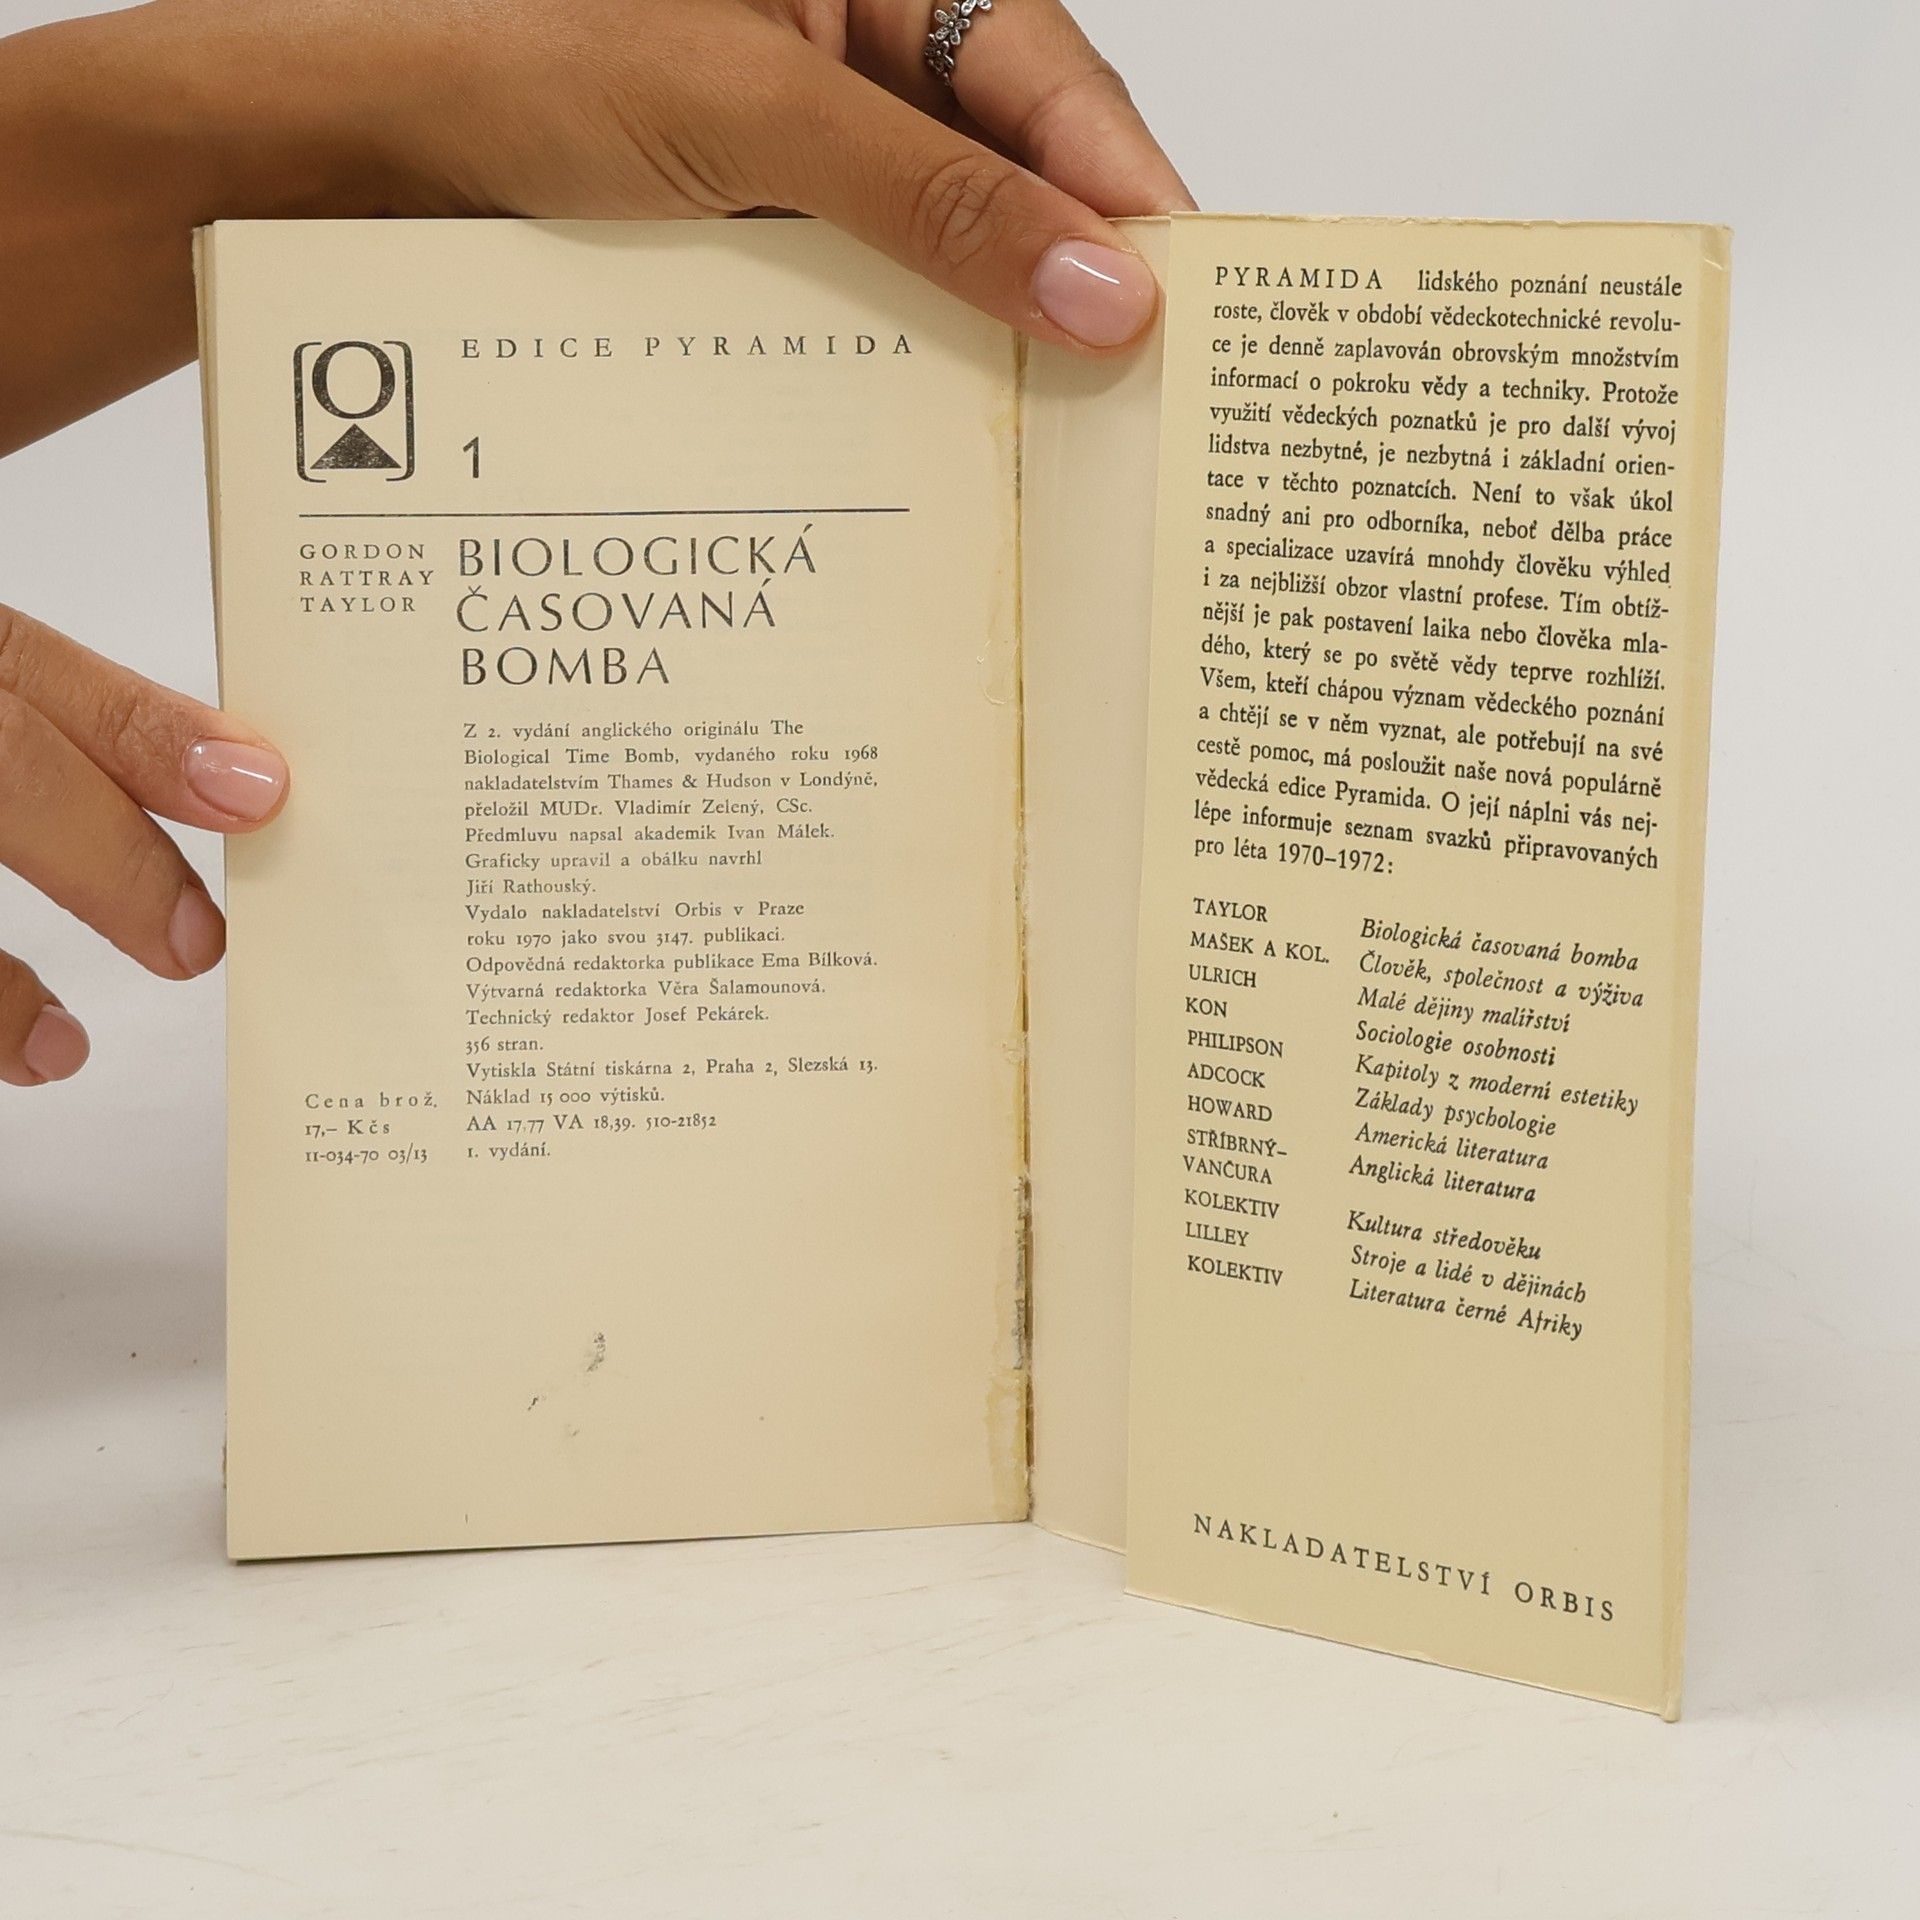 EDICE PYRAMIDA
O
1
GORDON
RATTRAY
TAYLOR
BIOLOGICKÁ
ČASOVANÁ
BOMBA
Z 2. vydání anglického originálu The
Biological Time Bomb, vydaného roku 1968
nakladatelstvím Thames & Hudson v Londýně,
přeložil MUDr. Vladimír Zelený, CSc.
Předmluvu napsal akademik Ivan Málek.
Graficky upravil a obálku navrhl
Jiří Rathouský.
Vydalo nakladatelství Orbis v Praze
roku 1970 jako svou 3147. publikaci.
Odpovědná redaktorka publikace Ema Bílková.
Výtvarná redaktorka Věra Šalamounová.
Technický redaktor Josef Pekárek.
356 stran.
Vytiskla Státní tiskárna 2, Praha 2, Slezská 13.
Náklad 15 000 výtisků.
AA 17,77 VA 18,39. 510-21852
1. vydání.
Cena brož.
17,– Kčs
11-034-70 03/13
PYRAMIDA lidského poznání neustále
roste, člověk v období vědeckotechnické revolu-
ce je denně zaplavován obrovským množstvím
informací o pokroku vědy a techniky. Protože
využití vědeckých poznatků je pro další vývoj
lidstva nezbytné, je nezbytná i základní orien-
tace v těchto poznatcích. Není to však úkol
snadný ani pro odborníka, neboť dělba práce
a specializace uzavírá mnohdy člověku výhled
i za nejbližší obzor vlastní profese. Tím obtíž-
nější je pak postavení laika nebo člověka mla-
dého, který se po světě vědy teprve rozhlíží.
Všem, kteří chápou význam vědeckého poznání
a chtějí se v něm vyznat, ale potřebují na své
cestě pomoc, má posloužit naše nová populárně
vědecká edice Pyramida. O její náplni vás nej-
lépe informuje seznam svazků připravovaných
pro léta 1970–1972:
TAYLOR Biologická časovaná bomba
MAŠEK A KOL. Člověk, společnost a výživa
ULRICH Malé dějiny malířství
KON Sociologie osobnosti
PHILIPSON Kapitoly z moderní estetiky
ADCOCK Základy psychologie
HOWARD Americká literatura
STŘÍBRNÝ– Anglická literatura
VANČURA
KOLEKTIV Kultura středověku
LILLEY Stroje a lidé v dějinách
KOLEKTIV Literatura černé Afriky
NAKLADATELSTVÍ ORBIS